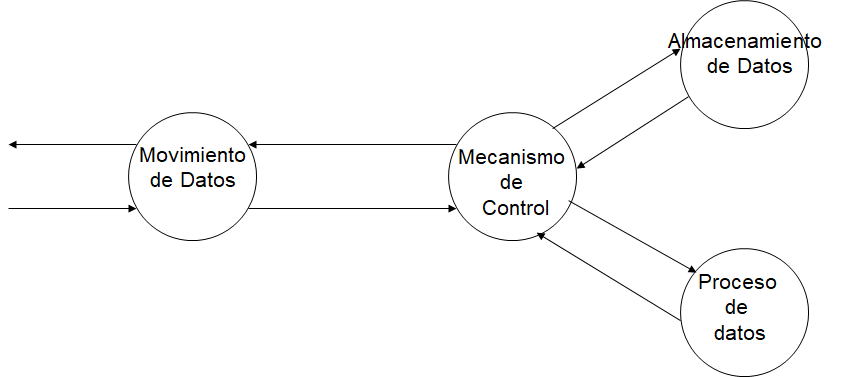 Almacenamiento
de Datos
Movimiento
de Datos
Mecanismo
de
Control
Proceso
de
datos